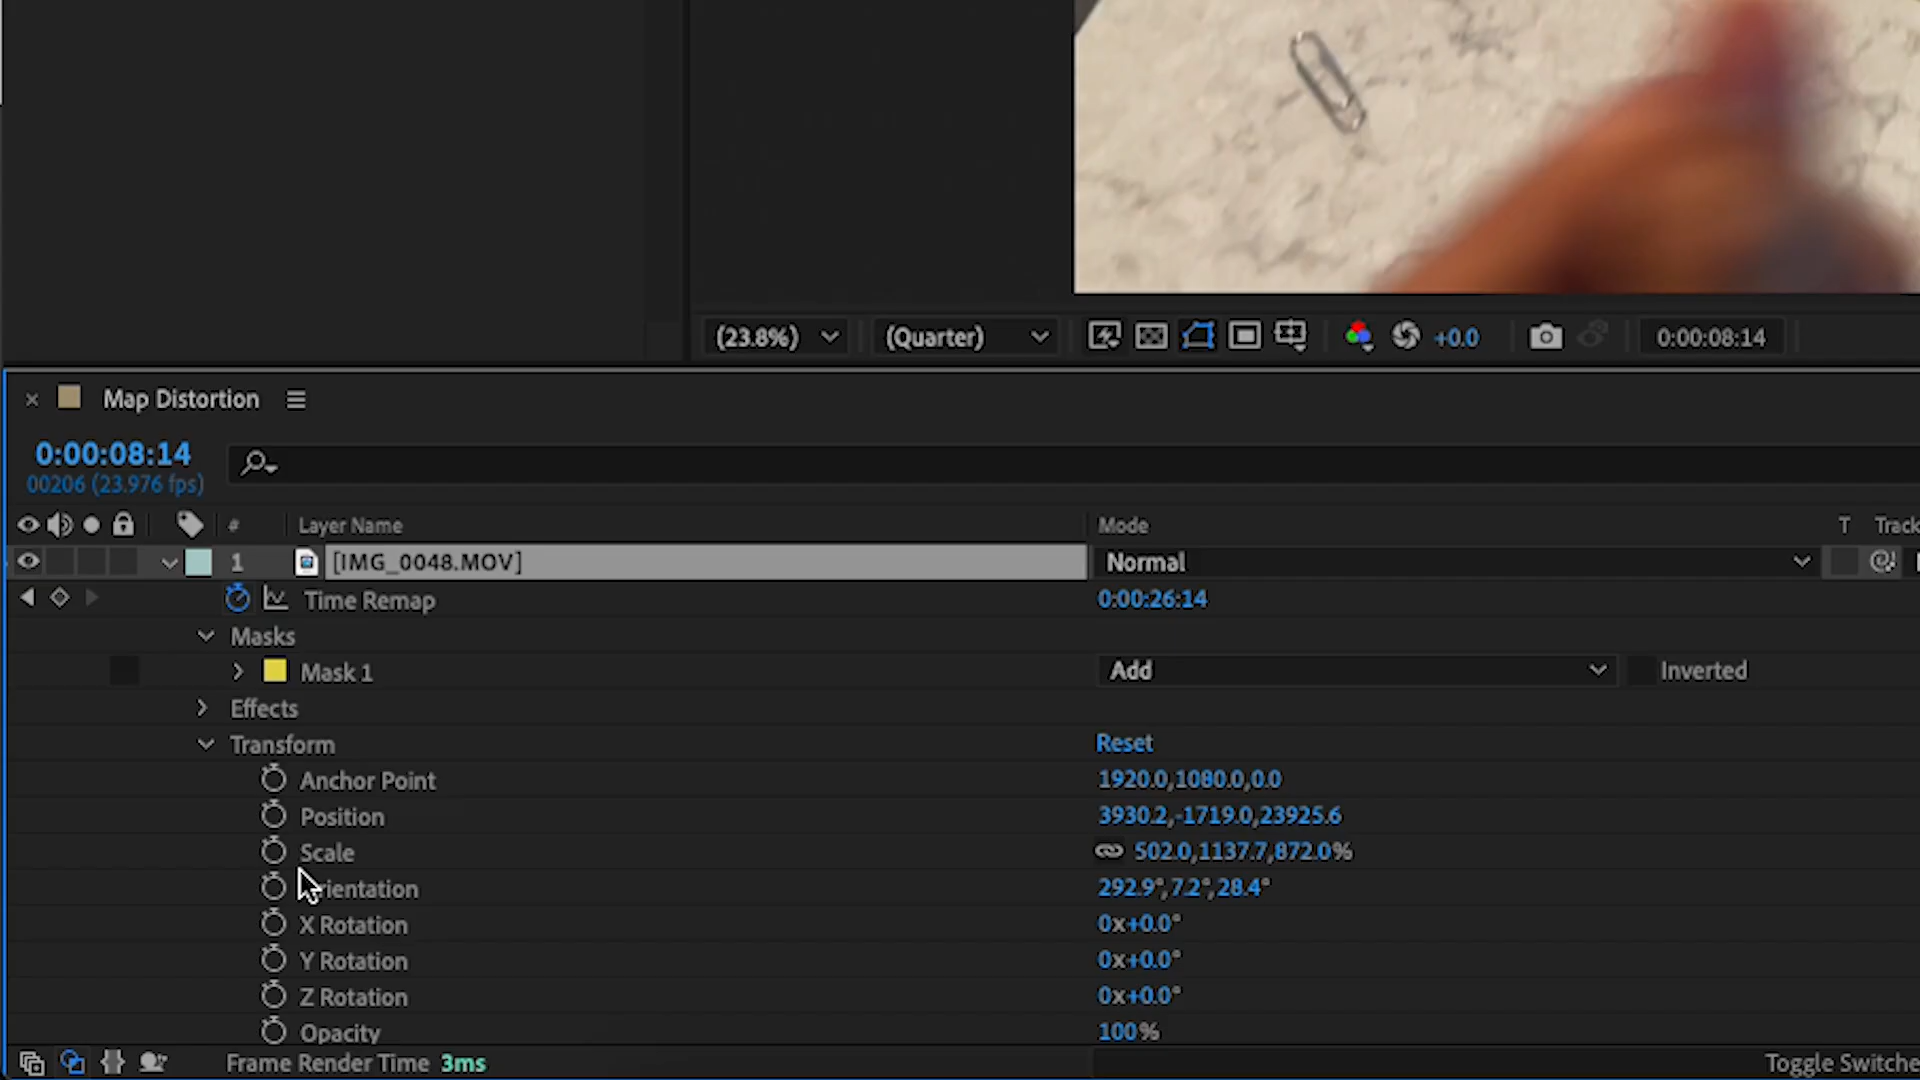 (23.8%) (Quarter) +0.0 0:00:08:14
Map Distortion
0:00:08:14
00206 (23.976 fps)
# Layer Name Mode T Track
1 [IMG_0048.MOV] Normal
Time Remap 0:00:26:14
Masks
Mask 1 Add Inverted
Effects
Transform Reset
Anchor Point 1920.0,1080.0,0.0
Position 3930.2,-1719.0,23925.6
Scale 502.0,1137.7,872.0%
rientation 292.9°,7.2°,28.4°
X Rotation 0x+0.0°
Y Rotation 0x+0.0°
Z Rotation 0x+0.0°
Opacity 100%
Frame Render Time 3ms Toggle Switche